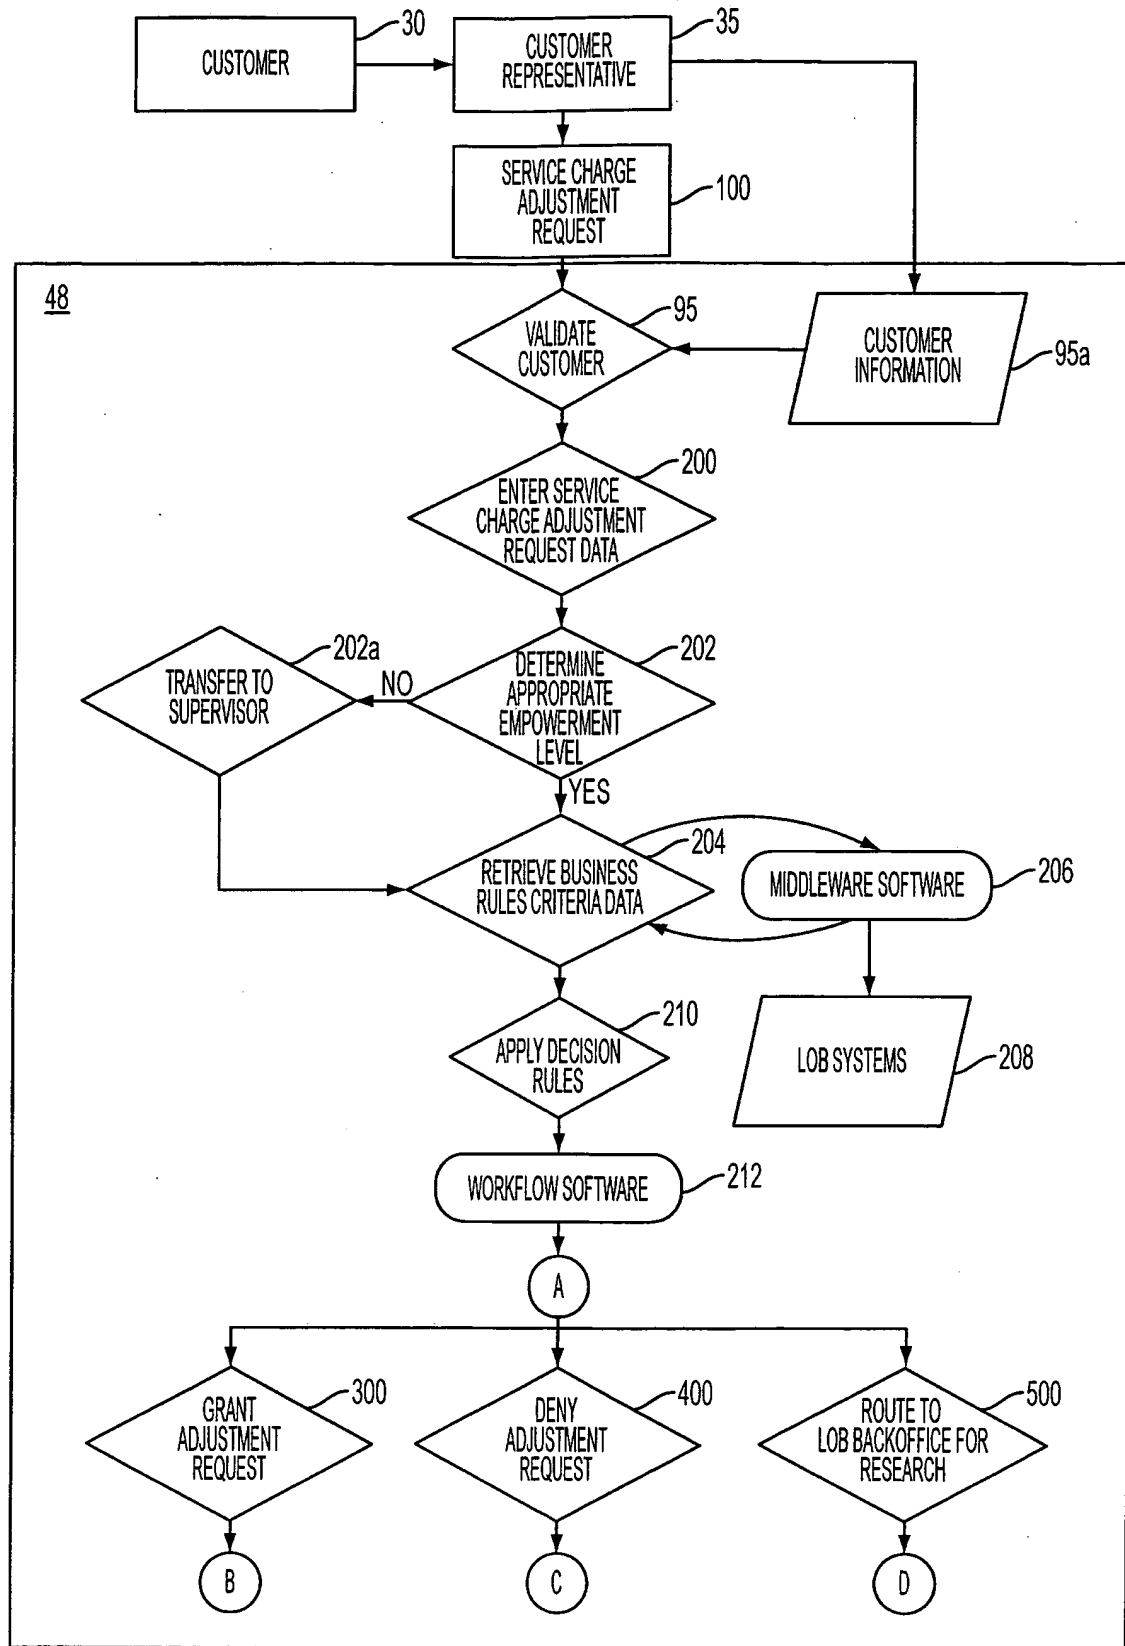 30
35
CUSTOMER
CUSTOMER
REPRESENTATIVE
SERVICE CHARGE
ADJUSTMENT
REQUEST
100
48
95
VALIDATE
CUSTOMER
CUSTOMER
INFORMATION
95a
200
ENTER SERVICE
CHARGE ADJUSTMENT
REQUEST DATA
202a
202
TRANSFER TO
SUPERVISOR
NO
DETERMINE
APPROPRIATE
EMPOWERMENT
LEVEL
YES
204
RETRIEVE BUSINESS
RULES CRITERIA DATA
MIDDLEWARE SOFTWARE
206
210
APPLY DECISION
RULES
LOB SYSTEMS
208
WORKFLOW SOFTWARE
212
A
300
GRANT
ADJUSTMENT
REQUEST
400
DENY
ADJUSTMENT
REQUEST
500
ROUTE TO
LOB BACKOFFICE FOR
RESEARCH
B
C
D